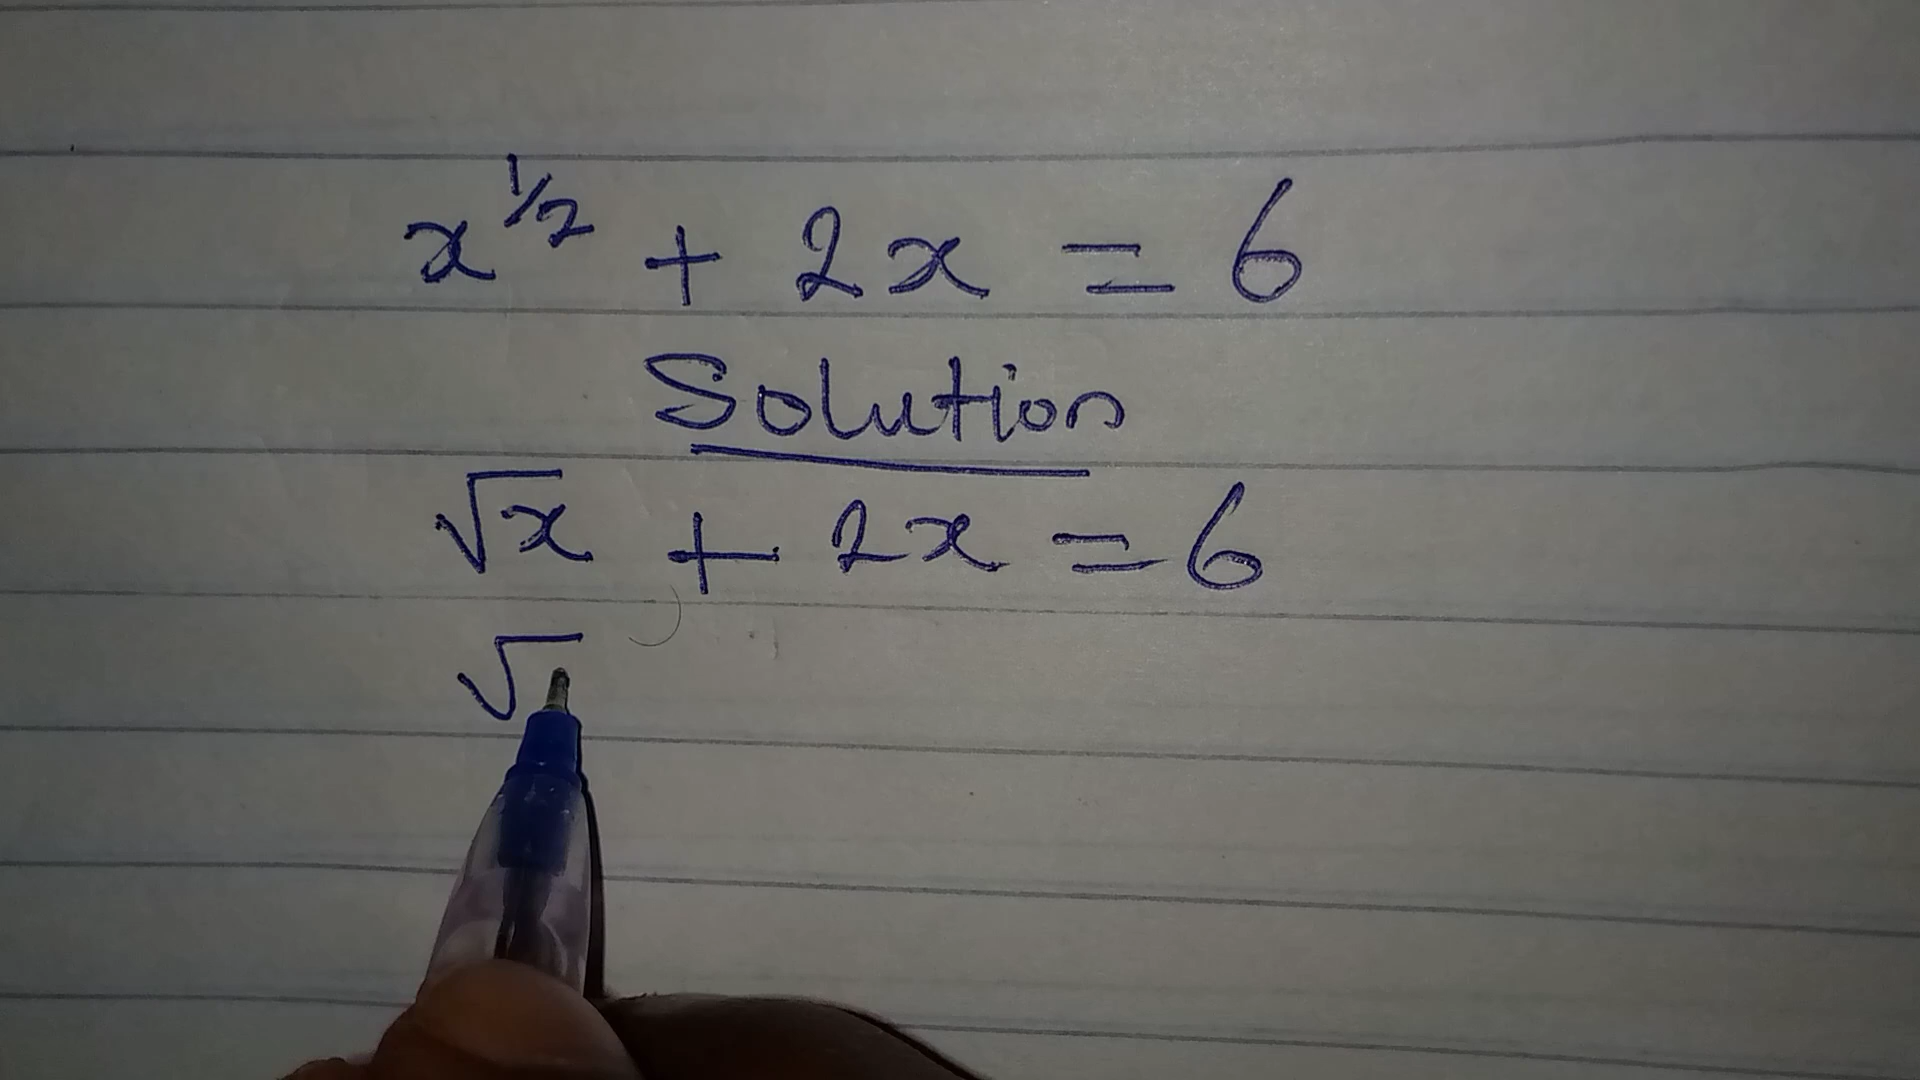 x^1/2 + 2x = 6
Solution
√x + 2x = 6
√